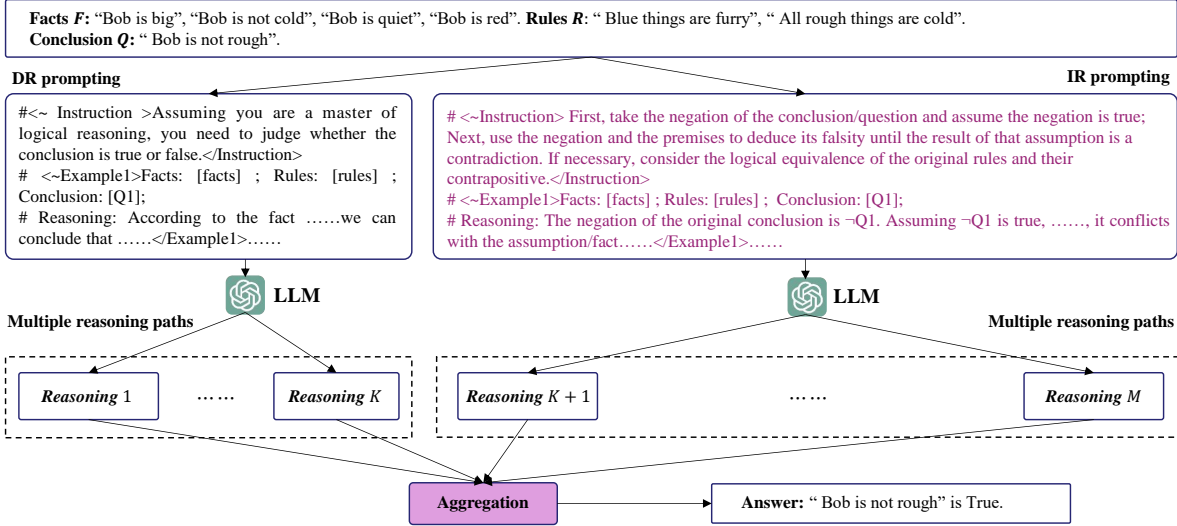 Facts F: “Bob is big”, “Bob is not cold”, “Bob is quiet”, “Bob is red”. Rules R: “ Blue things are furry”, “ All rough things are cold”.
Conclusion Q: “ Bob is not rough”.
DR prompting
IR prompting
#<~ Instruction >Assuming you are a master of
logical reasoning, you need to judge whether the
conclusion is true or false.</Instruction>
# <~Example1>Facts: [facts] ; Rules: [rules] ;
Conclusion: [Q1];
# Reasoning: According to the fact ……we can
conclude that ……</Example1>……
# <~Instruction> First, take the negation of the conclusion/question and assume the negation is true;
Next, use the negation and the premises to deduce its falsity until the result of that assumption is a
contradiction. If necessary, consider the logical equivalence of the original rules and their
contrapositive.</Instruction>
# <~Example1>Facts: [facts] ; Rules: [rules] ; Conclusion: [Q1];
# Reasoning: The negation of the original conclusion is ¬Q1. Assuming ¬Q1 is true, ……, it conflicts
with the assumption/fact……</Example1>……
LLM
LLM
Multiple reasoning paths
Multiple reasoning paths
Reasoning 1
……
Reasoning K
Reasoning K + 1
……
Reasoning M
Aggregation
Answer: “ Bob is not rough” is True.